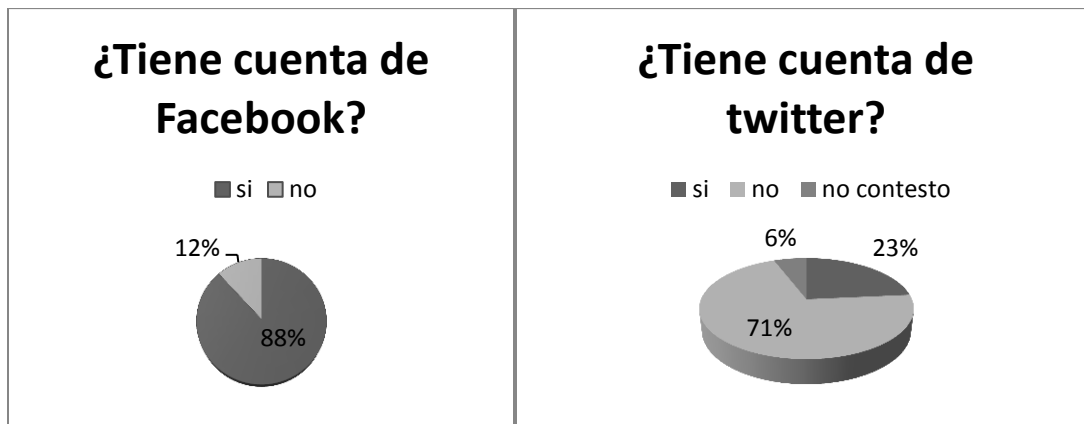 ¿Tiene cuenta de
Facebook?
si no
12%
88%
¿Tiene cuenta de
twitter?
si no no contesto
6% 23%
71%